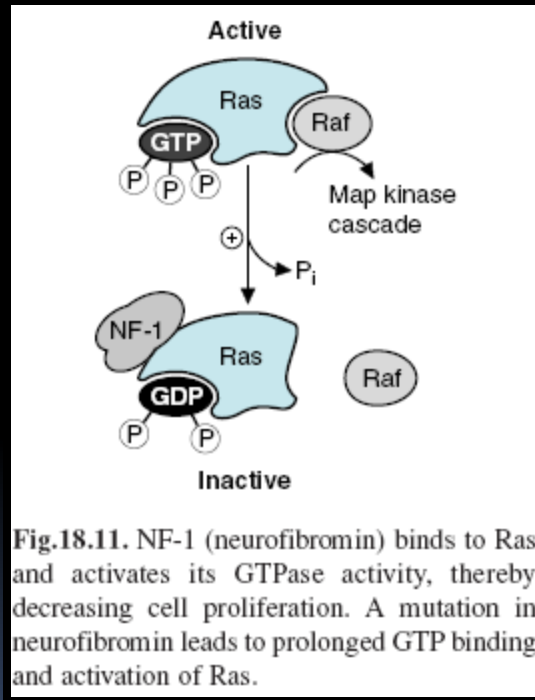 Active
Ras
Raf
GTP
P
P
P
Map kinase
cascade
+
Pi
NF-1
Ras
Raf
GDP
P
P
Inactive
Fig.18.11. NF-1 (neurofibromin) binds to Ras
and activates its GTPase activity, thereby
decreasing cell proliferation. A mutation in
neurofibromin leads to prolonged GTP binding
and activation of Ras.